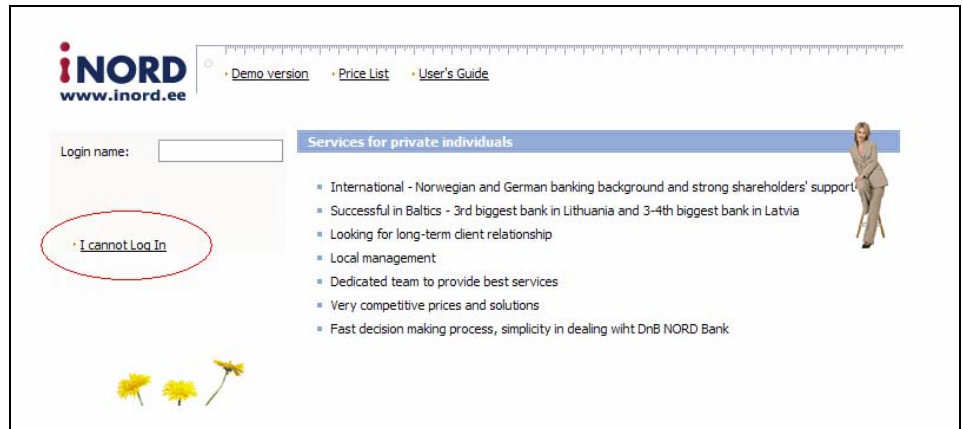 iNORD
www.inord.ee
Demo version Price List User's Guide
Login name:
I cannot Log In
Services for private individuals
International - Norwegian and German banking background and strong shareholders' support
Successful in Baltics - 3rd biggest bank in Lithuania and 3-4th biggest bank in Latvia
Looking for long-term client relationship
Local management
Dedicated team to provide best services
Very competitive prices and solutions
Fast decision making process, simplicity in dealing wiht DnB NORD Bank